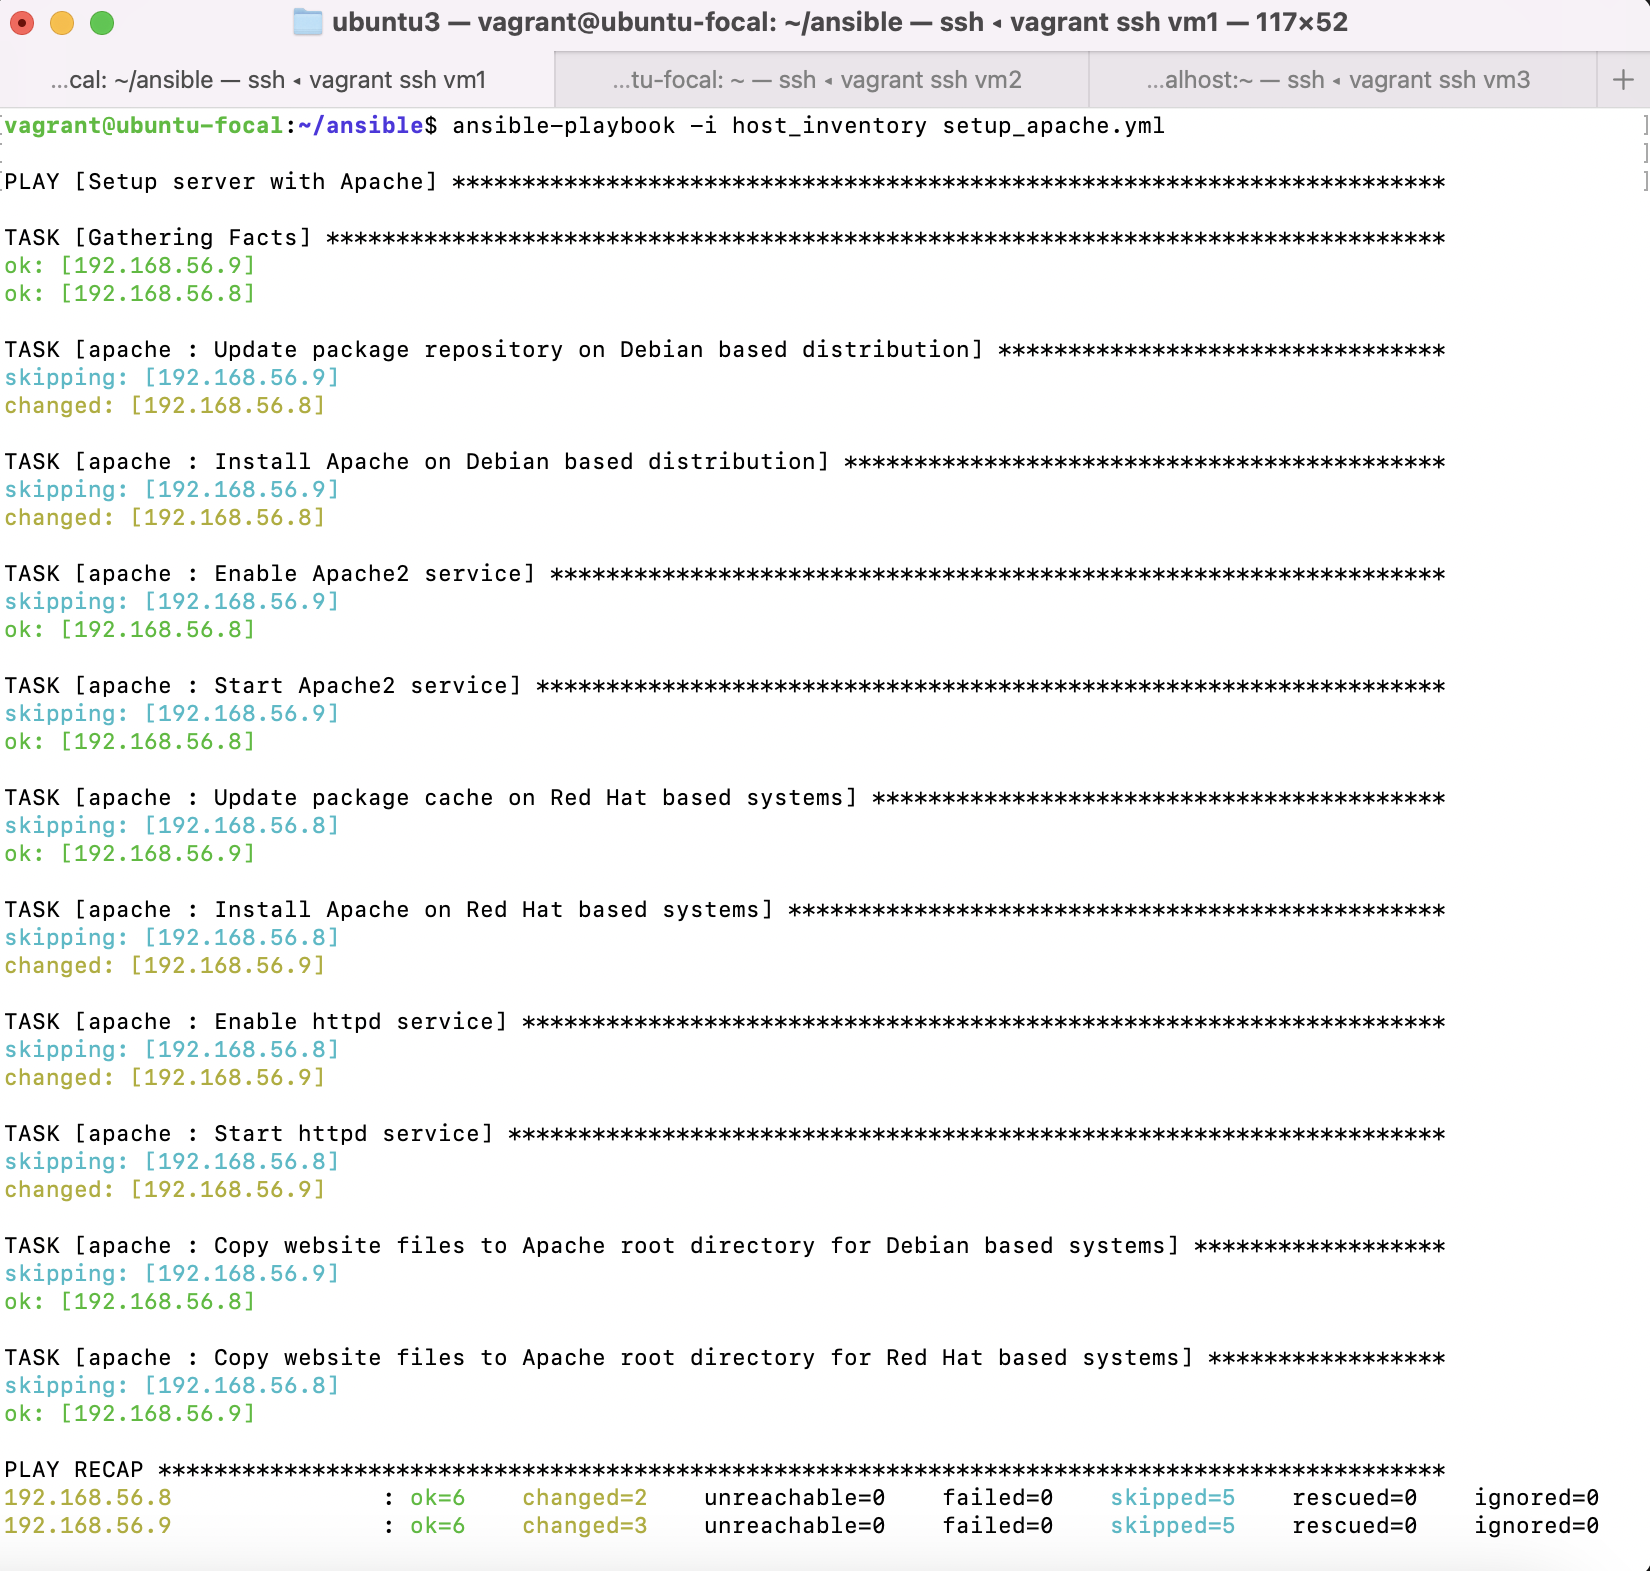 ubuntu3 — vagrant@ubuntu-focal: ~/ansible — ssh ◂ vagrant ssh vm1 — 117×52
...cal: ~/ansible — ssh ◂ vagrant ssh vm1
...tu-focal: ~ — ssh ◂ vagrant ssh vm2
...alhost:~ — ssh ◂ vagrant ssh vm3
+
vagrant@ubuntu-focal:~/ansible$ ansible-playbook -i host_inventory setup_apache.yml
PLAY [Setup server with Apache] ***********************************************************************
TASK [Gathering Facts] ********************************************************************************
ok: [192.168.56.9]
ok: [192.168.56.8]
TASK [apache : Update package repository on Debian based distribution] ********************************
skipping: [192.168.56.9]
changed: [192.168.56.8]
TASK [apache : Install Apache on Debian based distribution] *******************************************
skipping: [192.168.56.9]
changed: [192.168.56.8]
TASK [apache : Enable Apache2 service] ****************************************************************
skipping: [192.168.56.9]
ok: [192.168.56.8]
TASK [apache : Start Apache2 service] *****************************************************************
skipping: [192.168.56.9]
ok: [192.168.56.8]
TASK [apache : Update package cache on Red Hat based systems] *****************************************
skipping: [192.168.56.8]
ok: [192.168.56.9]
TASK [apache : Install Apache on Red Hat based systems] ***********************************************
skipping: [192.168.56.8]
changed: [192.168.56.9]
TASK [apache : Enable httpd service] ******************************************************************
skipping: [192.168.56.8]
changed: [192.168.56.9]
TASK [apache : Start httpd service] *******************************************************************
skipping: [192.168.56.8]
changed: [192.168.56.9]
TASK [apache : Copy website files to Apache root directory for Debian based systems] ******************
skipping: [192.168.56.9]
ok: [192.168.56.8]
TASK [apache : Copy website files to Apache root directory for Red Hat based systems] *****************
skipping: [192.168.56.8]
ok: [192.168.56.9]
PLAY RECAP ********************************************************************************************
192.168.56.8               : ok=6    changed=2    unreachable=0    failed=0    skipped=5    rescued=0    ignored=0
192.168.56.9               : ok=6    changed=3    unreachable=0    failed=0    skipped=5    rescued=0    ignored=0